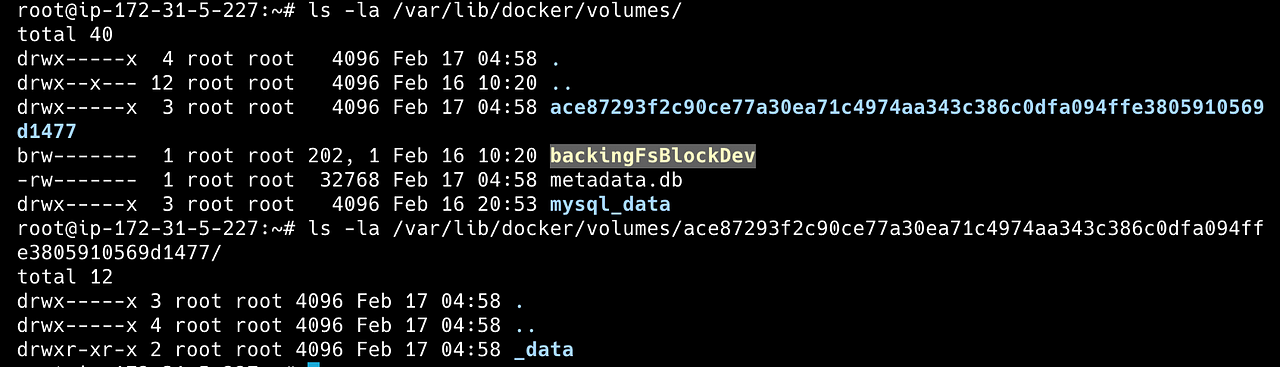 root@ip-172-31-5-227:~# ls -la /var/lib/docker/volumes/
total 40
drwx-----x  4 root root   4096 Feb 17 04:58 .
drwx--x--- 12 root root   4096 Feb 16 10:20 ..
drwx-----x  3 root root   4096 Feb 17 04:58 ace87293f2c90ce77a30ea71c4974aa343c386c0dfa094ffe3805910569
d1477
brw-------  1 root root 202, 1 Feb 16 10:20 backingFsBlockDev
-rw-------  1 root root  32768 Feb 17 04:58 metadata.db
drwx-----x  3 root root   4096 Feb 16 20:53 mysql_data
root@ip-172-31-5-227:~# ls -la /var/lib/docker/volumes/ace87293f2c90ce77a30ea71c4974aa343c386c0dfa094ff
e3805910569d1477/
total 12
drwx-----x 3 root root 4096 Feb 17 04:58 .
drwx-----x 4 root root 4096 Feb 17 04:58 ..
drwxr-xr-x 2 root root 4096 Feb 17 04:58 _data